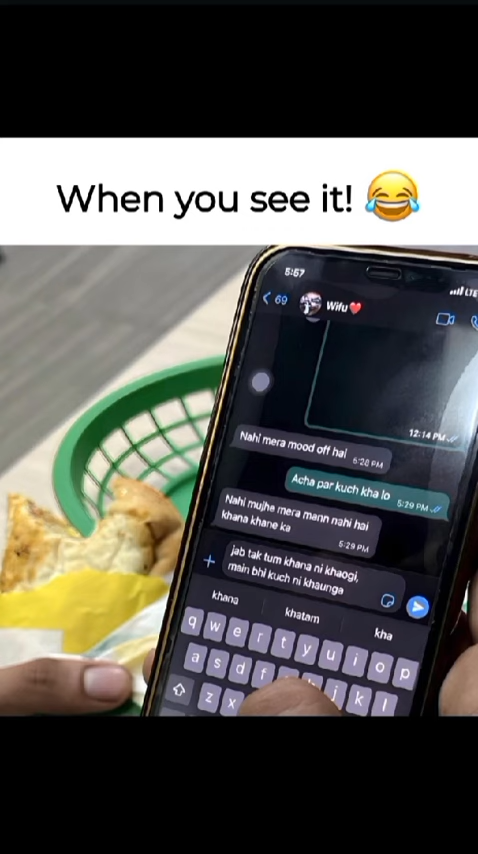 When you see it! 😂
5:57
LTE
69 Wifu❤️
12:14 PM
Nahi mera mood off hai
5:28 PM
Acha par kuch kha lo
5:29 PM
Nahi mujhe mera mann nahi hai
khana khane ka
5:29 PM
jab tak tum khana ni khaogi,
main bhi kuch ni khaunga
khana khatam kha
q w e r t y u i o p
a s d f j k l
z x